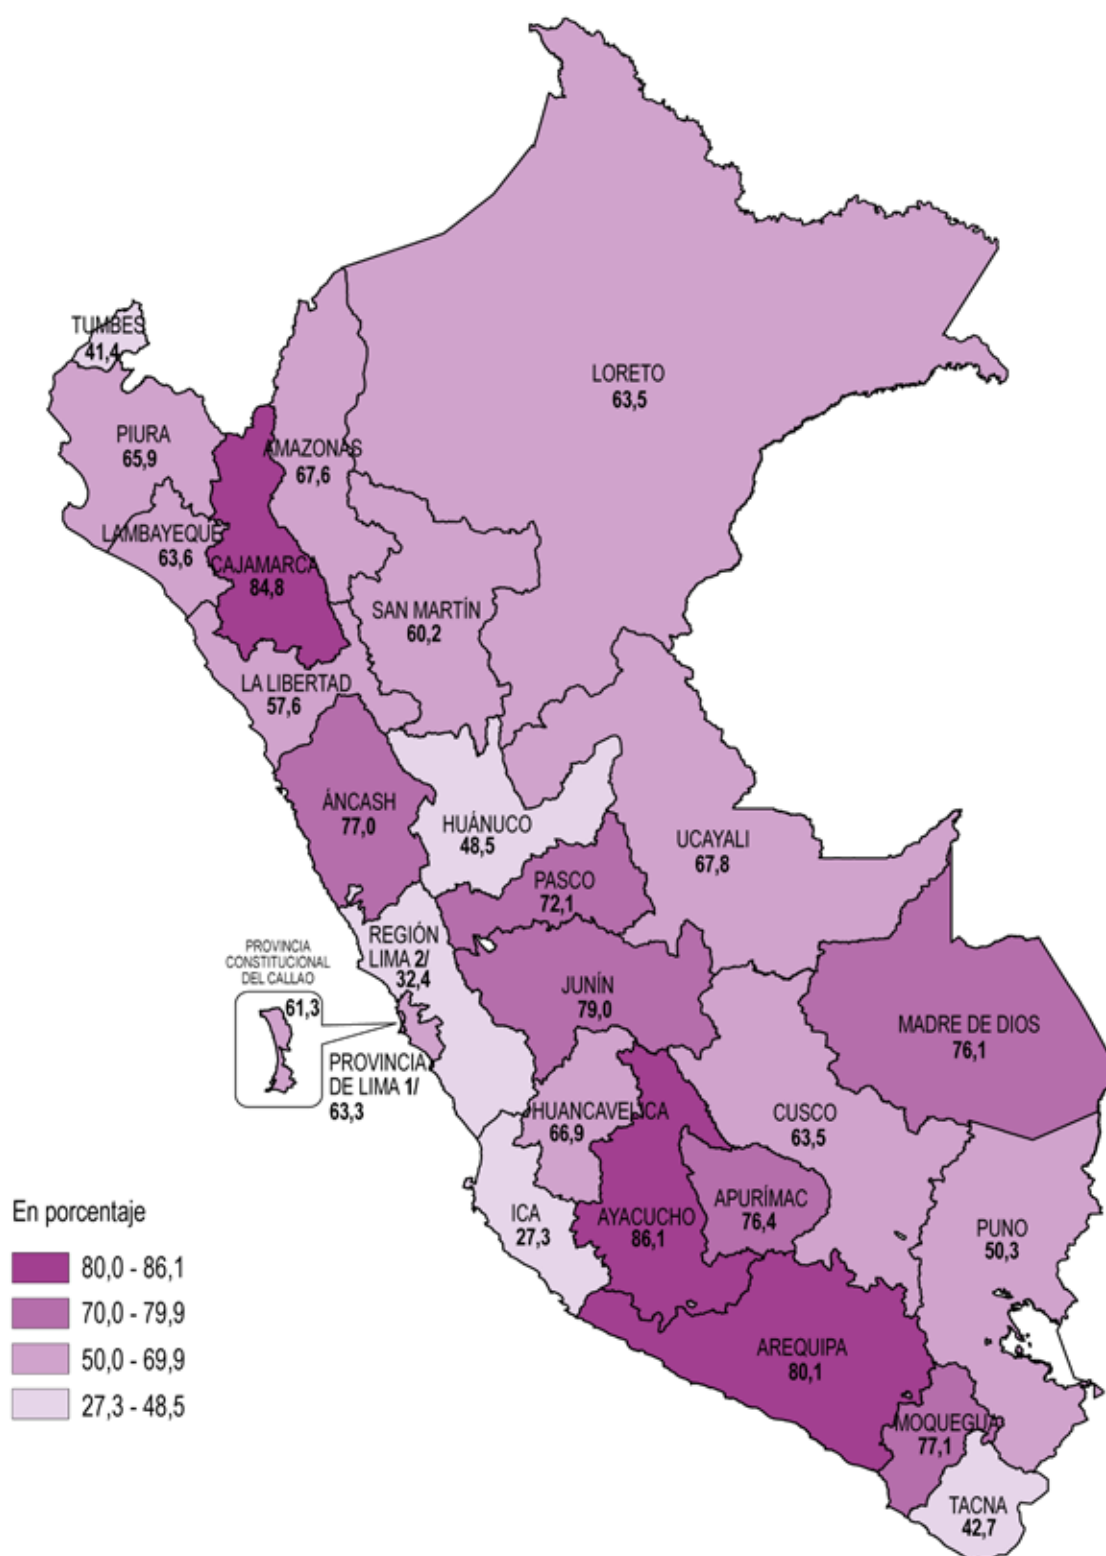 TUMBES
41,4
LORETO
63,5
PIURA
65,9
AMAZONAS
67,6
LAMBAYEQUE
63,6
CAJAMARCA
84,8
SAN MARTÍN
60,2
LA LIBERTAD
57,6
ÁNCASH
77,0
HUÁNUCO
48,5
UCAYALI
67,8
PASCO
72,1
REGIÓN
LIMA 2/
32,4
PROVINCIA
CONSTITUCIONAL
DEL CALLAO
61,3
JUNÍN
79,0
MADRE DE DIOS
76,1
PROVINCIA
DE LIMA 1/
63,3
HUANCAVELICA
66,9
CUSCO
63,5
ICA
27,3
AYACUCHO
86,1
APURÍMAC
76,4
PUNO
50,3
En porcentaje
80,0 - 86,1
70,0 - 79,9
50,0 - 69,9
27,3 - 48,5
AREQUIPA
80,1
MOQUEGUA
77,1
TACNA
42,7